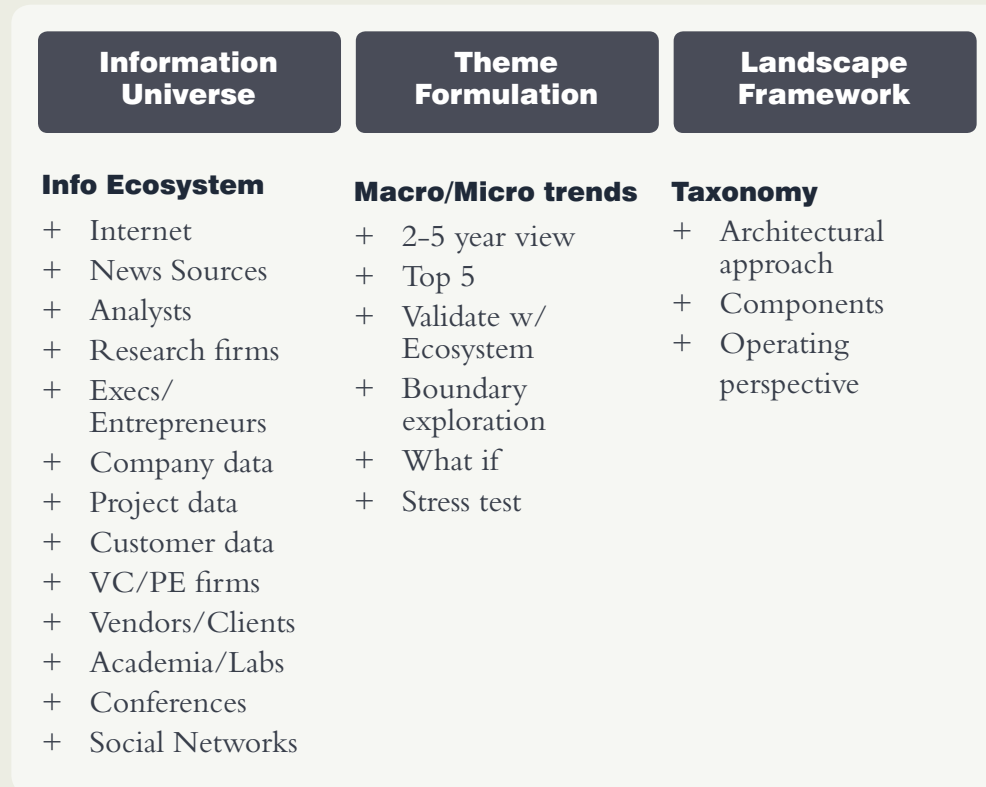 Information
Universe
Info Ecosystem
+ Internet
+ News Sources
+ Analysts
+ Research firms
+ Execs/
Entrepreneurs
+ Company data
+ Project data
+ Customer data
+ VC/PE firms
+ Vendors/Clients
+ Academia/Labs
+ Conferences
+ Social Networks
Theme
Formulation
Macro/Micro trends
+ 2-5 year view
+ Top 5
+ Validate w/
Ecosystem
+ Boundary
exploration
+ What if
+ Stress test
Landscape
Framework
Taxonomy
+ Architectural
approach
+ Components
+ Operating
perspective